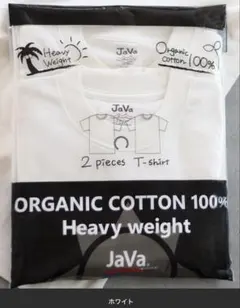 Heavy
Weight
JaVa
Organic
cotton 100%
JaVa
2 pieces T-shirt
ORGANIC COTTON 100%
Heavy weight
JaVa.
ホワイト